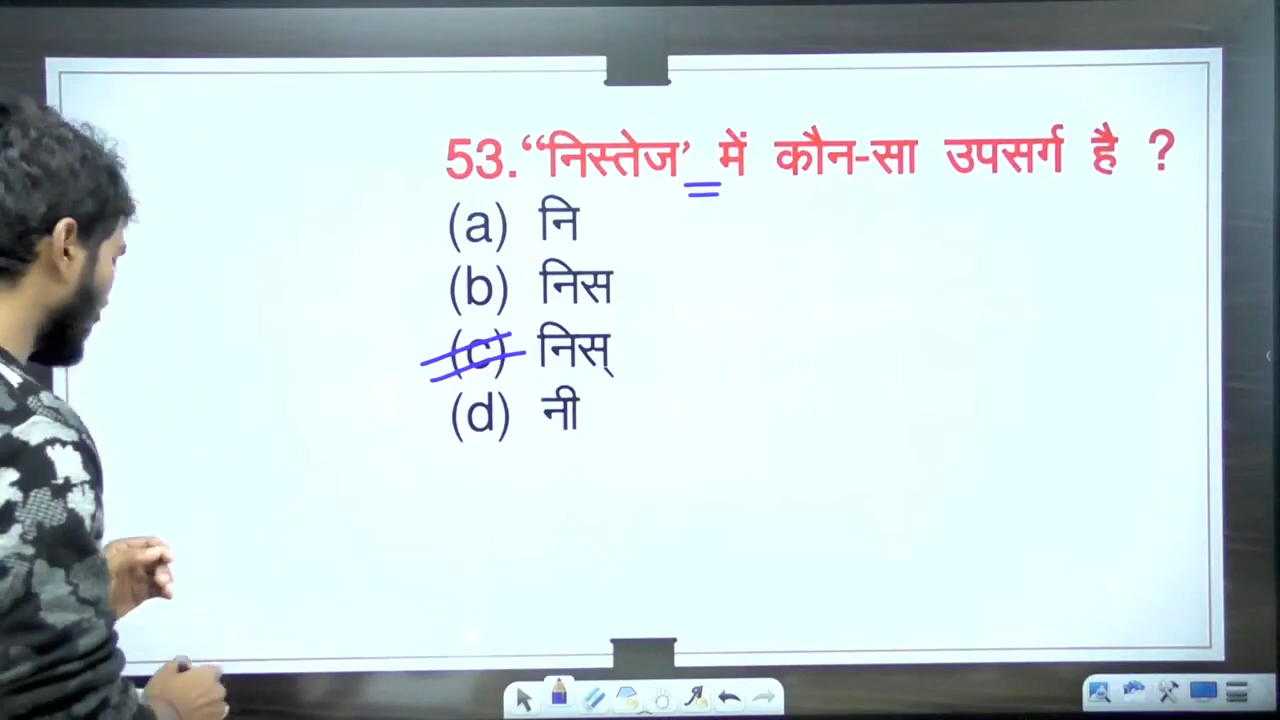 53.“निस्तेज’ में कौन-सा उपसर्ग है ?
(a) नि
(b) निस
(c) निस्
(d) नी